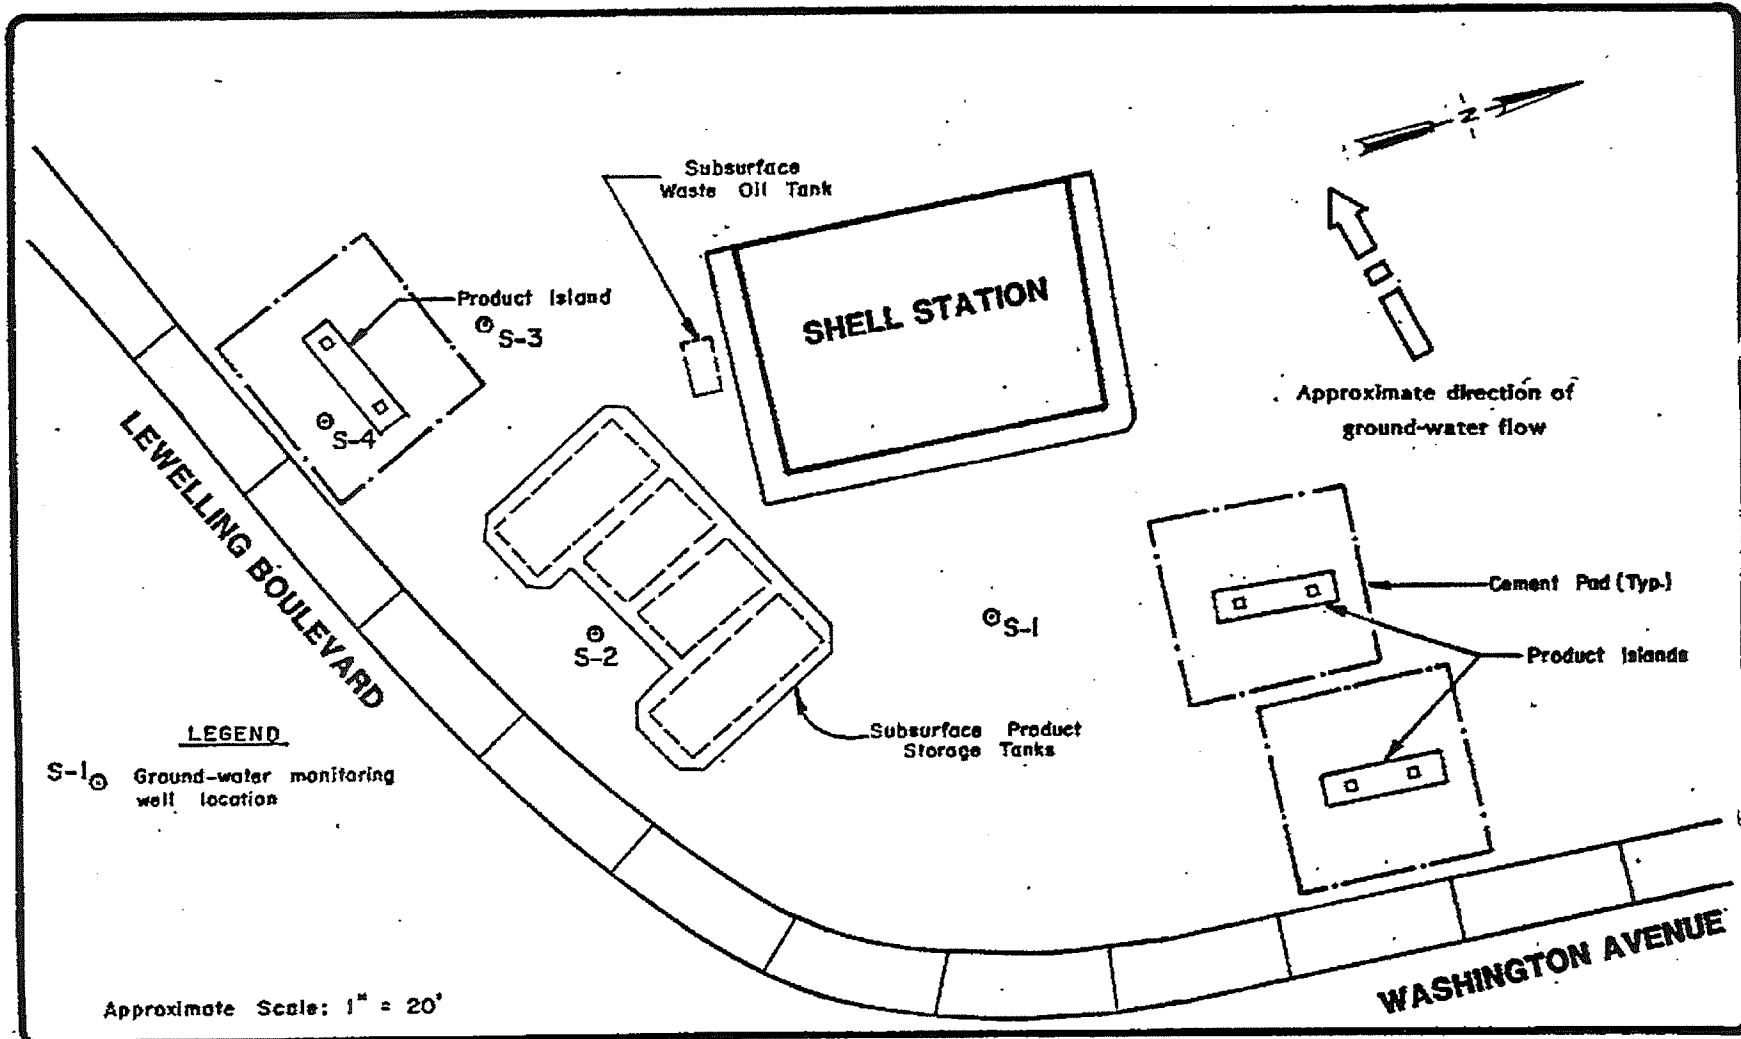 Subsurface
Waste Oil Tank
N
Product Island
S-3
SHELL STATION
S-4
Approximate direction of
ground-water flow
LEWELLING BOULEVARD
Cement Pad (Typ.)
S-1
S-2
Product Islands
Subsurface Product
Storage Tanks
LEGEND
S-1
Ground-water monitoring
well location
WASHINGTON AVENUE
Approximate Scale: 1" = 20'